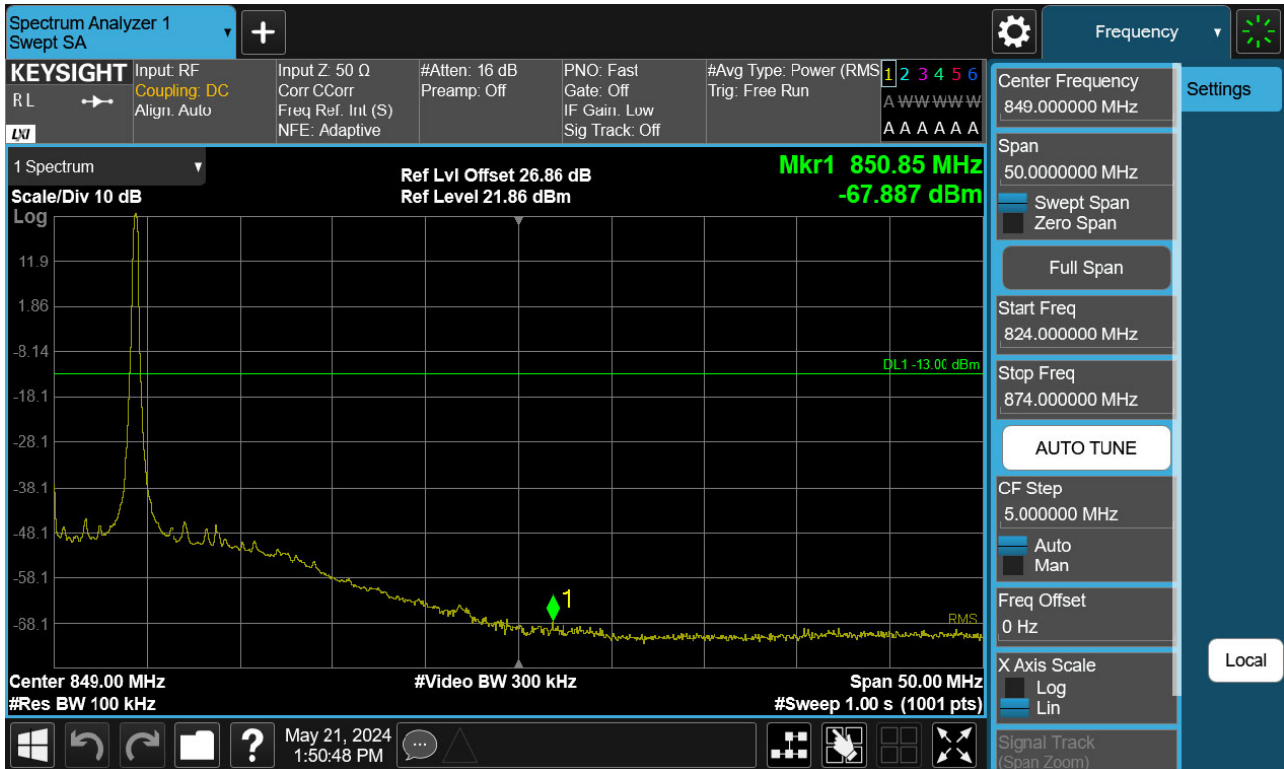 Spectrum Analyzer 1
Swept SA
+
Frequency
KEYSIGHT
R L
LXI
Input: RF
Coupling: DC
Align: Auto
Input Z: 50 Ω
Corr CCorr
Freq Ref: Int (S)
NFE: Adaptive
#Atten: 16 dB
Preamp: Off
PNO: Fast
Gate: Off
IF Gain: Low
Sig Track: Off
#Avg Type: Power (RMS
Trig: Free Run
1 2 3 4 5 6
A W W W W W
A A A A A A
1 Spectrum
Scale/Div 10 dB
Ref Lvl Offset 26.86 dB
Ref Level 21.86 dBm
Mkr1 850.85 MHz
-67.887 dBm
Log
11.9
1.86
-8.14
DL1 -13.00 dBm
-18.1
-28.1
-38.1
-48.1
-58.1
1
-68.1
RMS
Center 849.00 MHz
#Video BW 300 kHz
Span 50.00 MHz
#Res BW 100 kHz
#Sweep 1.00 s (1001 pts)
?
May 21, 2024
1:50:48 PM
Center Frequency
849.000000 MHz
Span
50.0000000 MHz
Swept Span
Zero Span
Full Span
Start Freq
824.000000 MHz
Stop Freq
874.000000 MHz
AUTO TUNE
CF Step
5.000000 MHz
Auto
Man
Freq Offset
0 Hz
X Axis Scale
Log
Lin
Signal Track
(Span Zoom)
Settings
Local